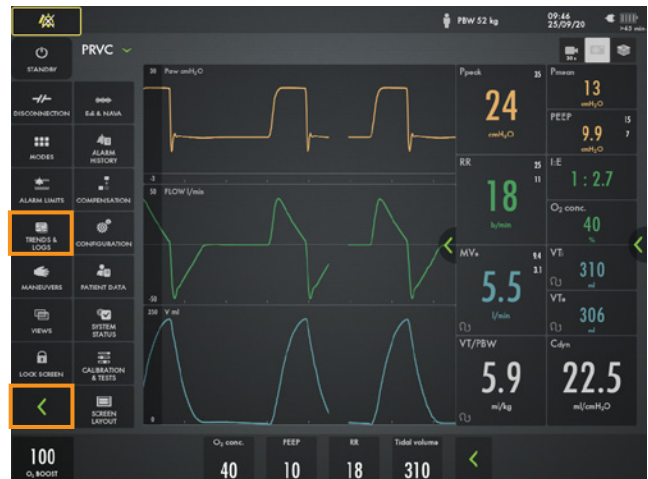 PBW 52 kg
09:46
25/09/20
>45 min
PRVC
STANDBY
30 s
DISCONNECTION
Edi & NAVA
MODES
ALARM
HISTORY
ALARM LIMITS
COMPENSATION
TRENDS &
LOGS
CONFIGURATION
MANEUVERS
PATIENT DATA
VIEWS
SYSTEM
STATUS
LOCK SCREEN
CALIBRATION
& TESTS
SCREEN
LAYOUT
30 Paw cmH₂O
-3
50 FLOW l/min
-50
350 V ml
0
Ppeak 35
24
cmH₂O
Pmean
13
cmH₂O
PEEP 15
9.9 7
cmH₂O
RR 25
11
18
b/min
I:E
1 : 2.7
O₂ conc.
40
%
MVe 9.4
3.1
5.5
l/min
VTi
310
ml
VTe
306
ml
VT/PBW
5.9
ml/kg
Cdyn
22.5
ml/cmH₂O
100
O₂ BOOST
O₂ conc.
40
PEEP
10
RR
18
Tidal volume
310